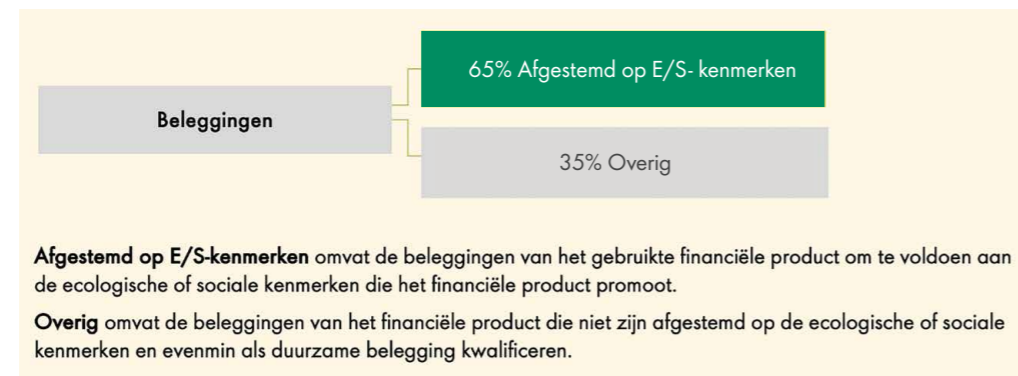 65% Afgestemd op E/S- kenmerken
Beleggingen
35% Overig
Afgestemd op E/S-kenmerken omvat de beleggingen van het gebruikte financiële product om te voldoen aan
de ecologische of sociale kenmerken die het financiële product promoot.
Overig omvat de beleggingen van het financiële product die niet zijn afgestemd op de ecologische of sociale
kenmerken en evenmin als duurzame belegging kwalificeren.